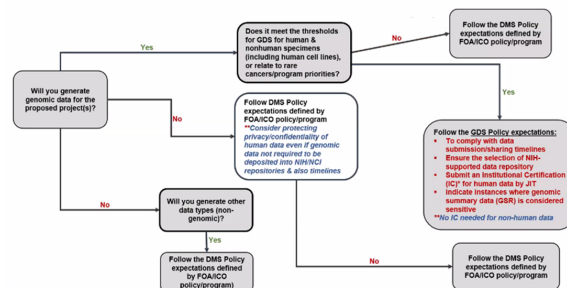 Does it meet the thresholds
for GDS for human &
nonhuman specimens
(including human cell lines),
or relate to rare
cancers/program priorities?
Yes
No
Follow the DMS Policy
expectations defined by
FOA/ICO policy/program
Will you generate
genomic data for the
proposed project(s)?
No
Follow DMS Policy
expectations defined by
FOA/ICO policy/program
**Consider protecting
privacy/confidentiality of
human data even if genomic
data not required to be
deposited into NIH/NCI
repositories & also timelines
Yes
Follow the GDS Policy expectations:
• To comply with data
submission/sharing timelines
• Ensure the selection of NIH-
supported data repository
• Submit an Institutional Certification
(IC)* for human data by JIT
• Indicate instances where genomic
summary data (GSR) is considered
sensitive
**No IC needed for non-human data
No
Will you generate other
data types (non-
genomic)?
Yes
Follow the DMS Policy
expectations defined
by FOA/ICO
policy/program)
No
Follow the DMS Policy
expectations defined by
FOA/ICO policy/program